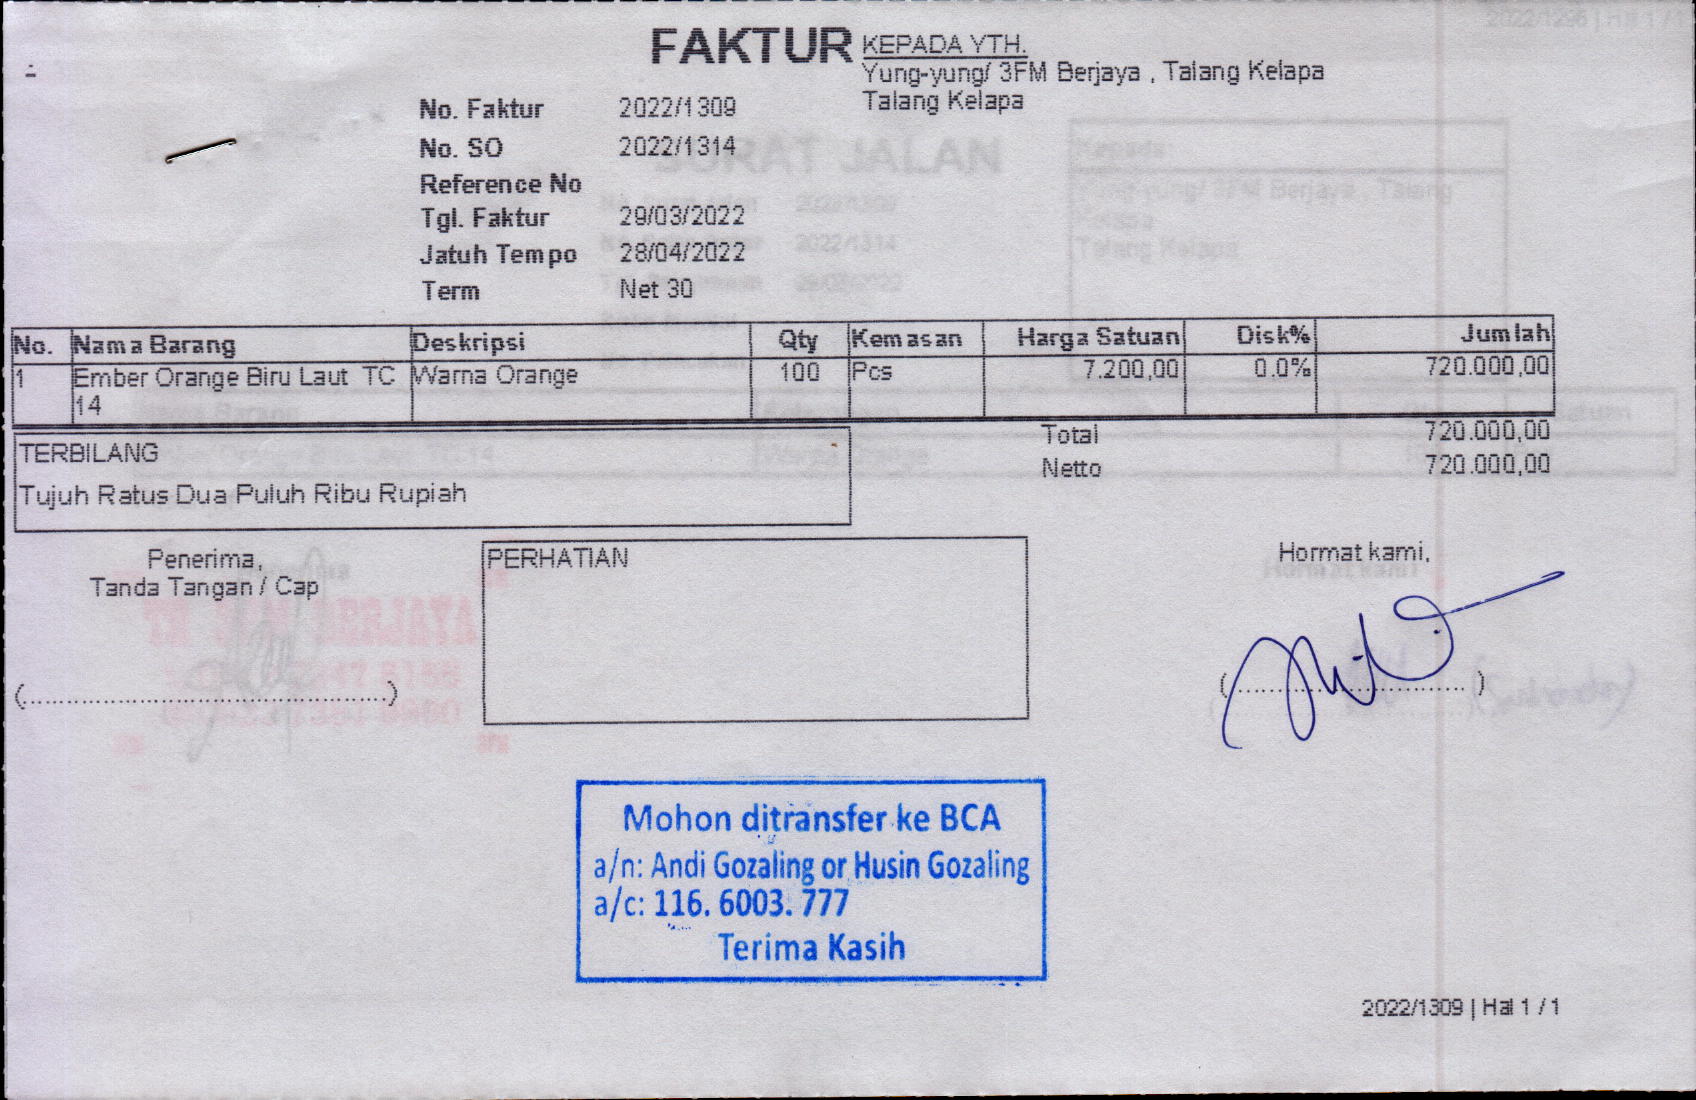 FAKTUR
KEPADA YTH.
Yung-yung/ 3FM Berjaya , Talang Kelapa
Talang Kelapa
No. Faktur 2022/1309
No. SO 2022/1314
Reference No
Tgl. Faktur 29/03/2022
Jatuh Tempo 28/04/2022
Term Net 30
No. Nama Barang Deskripsi Qty Kemasan Harga Satuan Disk% Jumlah
1 Ember Orange Biru Laut TC Warna Orange 100 Pcs 7.200,00 0.0% 720.000,00
14
Total 720.000,00
Netto 720.000,00
TERBILANG
Tujuh Ratus Dua Puluh Ribu Rupiah
Penerima,
Tanda Tangan / Cap
(..................................................)
PERHATIAN
Hormat kami,
(..................................)
Mohon ditransfer ke BCA
a/n: Andi Gozaling or Husin Gozaling
a/c: 116. 6003. 777
Terima Kasih
2022/1309 | Hal 1 / 1